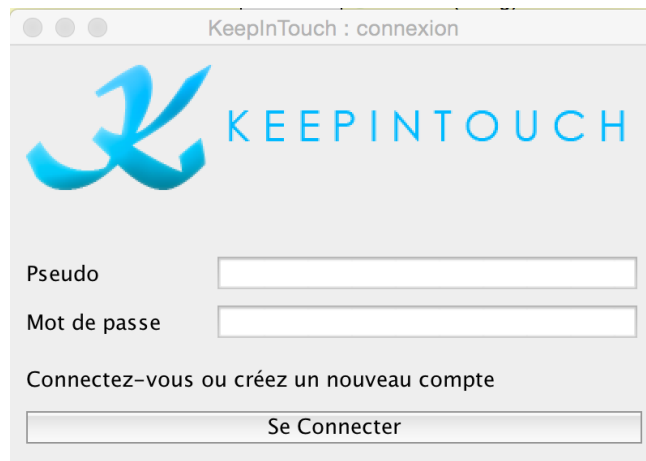 KeepInTouch : connexion
KEEPINTOUCH
Pseudo
Mot de passe
Connectez-vous ou créez un nouveau compte
Se Connecter